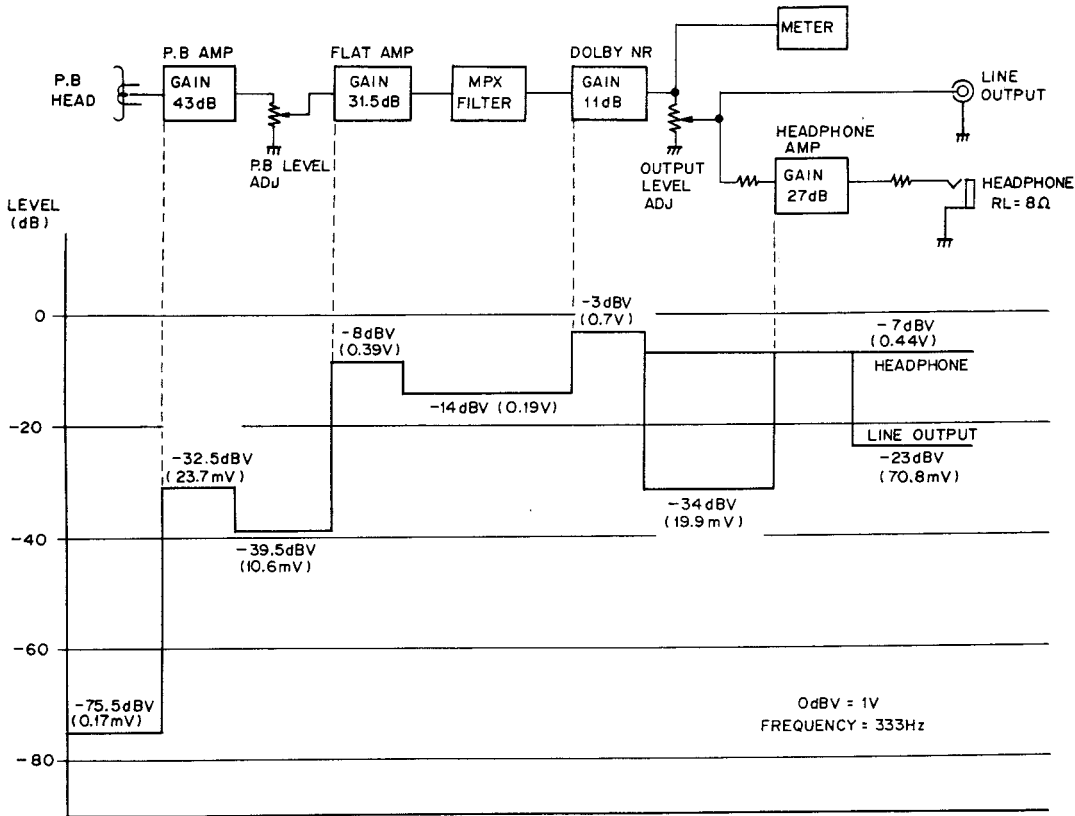 METER
P.B AMP
FLAT AMP
DOLBY NR
P.B
HEAD
GAIN
43dB
GAIN
31.5dB
MPX
FILTER
GAIN
11dB
LINE
OUTPUT
P.B LEVEL
ADJ
OUTPUT
LEVEL
ADJ
HEADPHONE
AMP
GAIN
27dB
HEADPHONE
RL=8Ω
LEVEL
(dB)
0
-20
-40
-60
-80
-75.5dBV
(0.17mV)
-32.5dBV
(23.7mV)
-39.5dBV
(10.6mV)
-8dBV
(0.39V)
-14dBV (0.19V)
-3dBV
(0.7V)
-34dBV
(19.9mV)
-7dBV
(0.44V)
HEADPHONE
LINE OUTPUT
-23dBV
(70.8mV)
0dBV = 1V
FREQUENCY = 333Hz